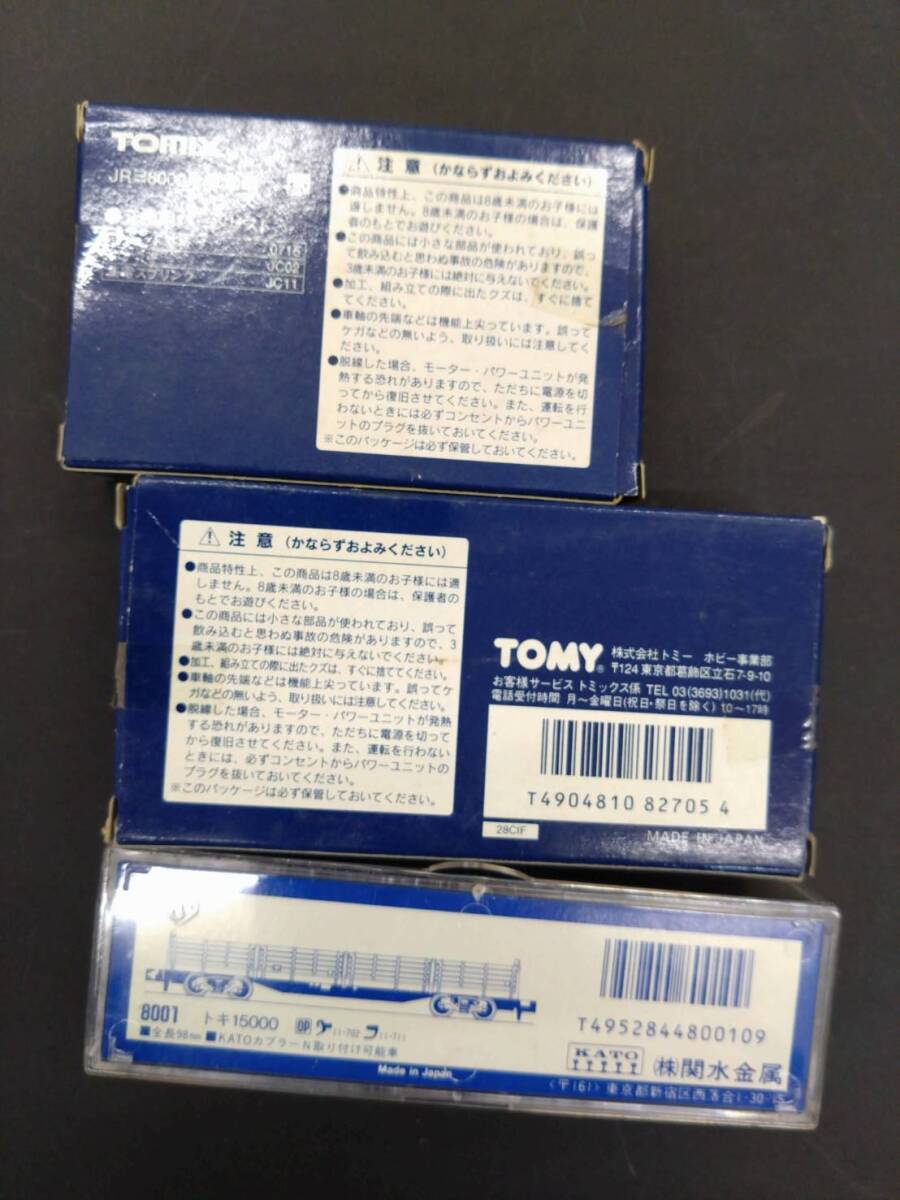 TOMIX
JRヨ8000
⚠ 注意 (かならずおよみください)
●商品特性上、この商品は8歳未満のお子様には
適しません。8歳未満のお子様の場合は、保護
者のもとでお遊びください。
●この商品には小さな部品が使われており、誤っ
て飲み込むと思わぬ事故の危険がありますので、
3歳未満のお子様には絶対に与えないでください。
●加工、組み立ての際に出たクズは、すぐに捨て
てください。
●車軸の先端などは機能上尖っています。誤って
ケガなどの無いよう、取り扱いには注意してく
ださい。
●脱線した場合、モーター・パワーユニットが発
熱する恐れがありますので、ただちに電源を切
ってから復旧させてください。また、運転を行
わないときには必ずコンセントからパワーユニ
ットのプラグを抜いておいてください。
※このパッケージは必ず保管しておいてください。
0716
JC02
スプリング JC11
⚠ 注意 (かならずおよみください)
●商品特性上、この商品は8歳未満のお子様には適
しません。8歳未満のお子様の場合は、保護者の
もとでお遊びください。
●この商品には小さな部品が使われており、誤って
飲み込むと思わぬ事故の危険がありますので、3
歳未満のお子様には絶対に与えないでください。
●加工、組み立ての際に出たクズは、すぐに捨ててください。
●車軸の先端などは機能上尖っています。誤ってケ
ガなどの無いよう、取り扱いには注意してください。
●脱線した場合、モーター・パワーユニットが発熱
する恐れがありますので、ただちに電源を切って
から復旧させてください。また、運転を行わない
ときには、必ずコンセントからパワーユニットの
プラグを抜いておいてください。
※このパッケージは必ず保管しておいてください。
TOMY® 株式会社トミー ホビー事業部
〒124 東京都葛飾区立石7-9-10
お客様サービス トミックス係 TEL 03(3693)1031(代)
電話受付時間 月〜金曜日(祝日・祭日を除く) 10〜17時
T4904810 82705 4
28CIF
MADE IN JAPAN
8001 トキ15000 OP 11-702 11-711
■全長98mm ■KATOカプラーN取り付け可能車
Made in Japan
T4952844800109
KATO ㈱関水金属
〈〒161〉 東京都新宿区西落合1-30-15